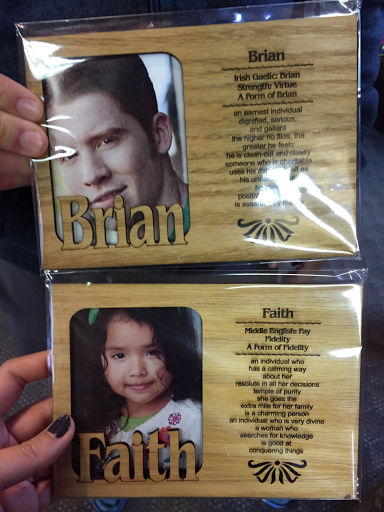 Brian
Brian
Irish Gaelic: Brian
Strength: Virtue
A Form of Brian
an earnest individual
dignified, serious,
and gallant
the higher he flies, the
greater he feels
he is clean-cut and classy
someone who is charitable
uses his
his
is
Faith
Faith
Middle English: Fay
Fidelity
A Form of Fidelity
an individual who
has a calming way
about her
resolute in all her decisions
temple of purity
she goes the
extra mile for her family
is a charming person
an individual who is very divine
a woman who
searches for knowledge
is good at
conquering things